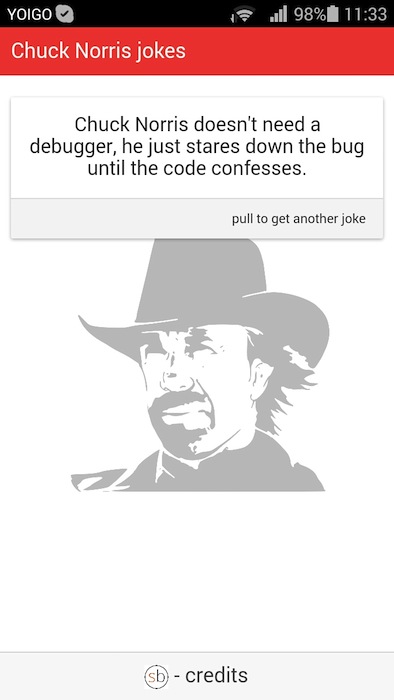 YOIGO 98% 11:33
Chuck Norris jokes
Chuck Norris doesn't need a
debugger, he just stares down the bug
until the code confesses.
pull to get another joke
sb - credits